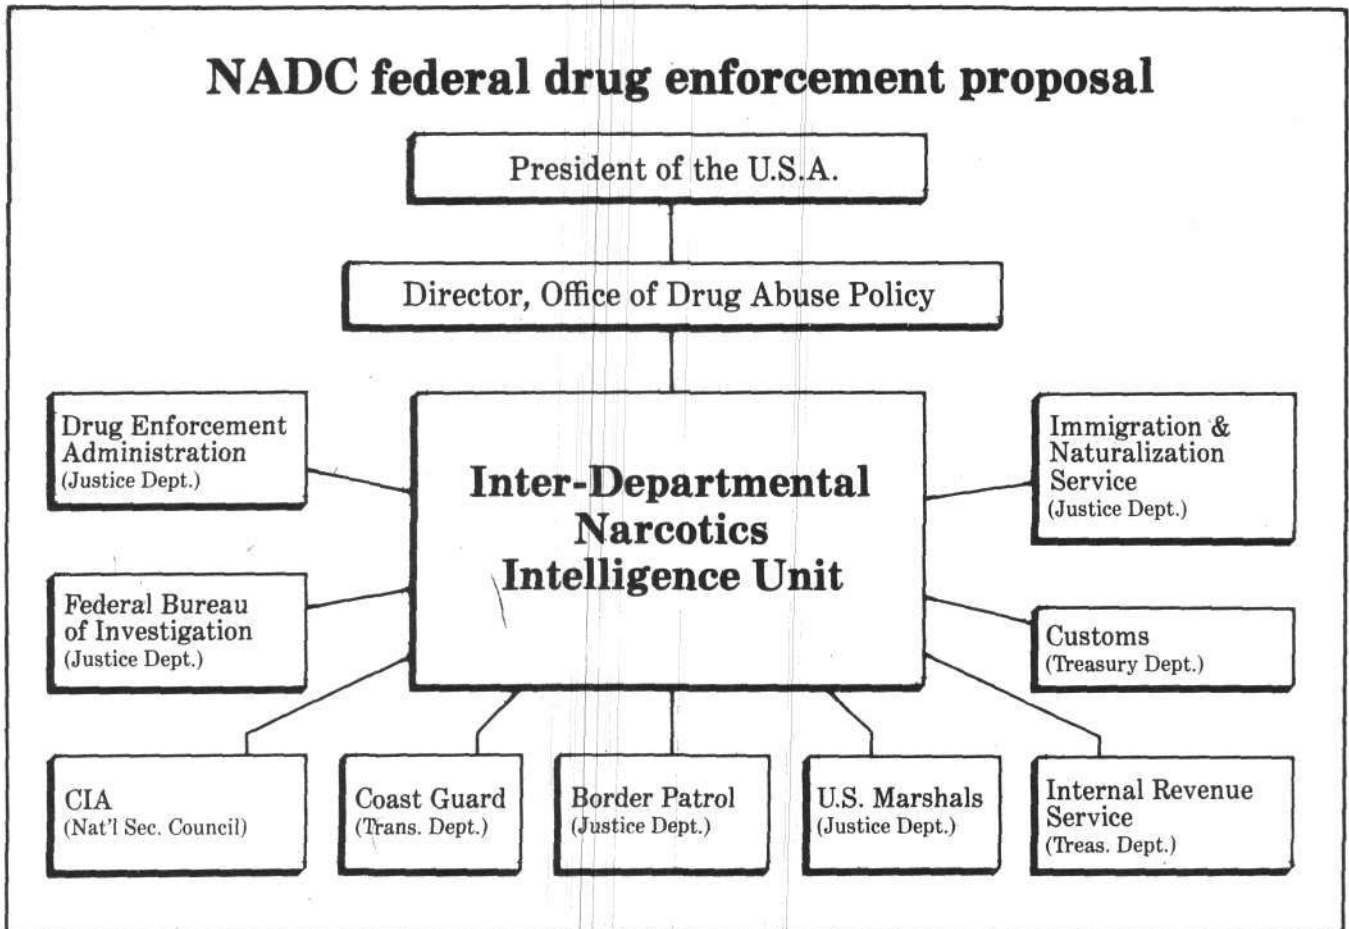 NADC federal drug enforcement proposal
President of the U.S.A.
Director, Office of Drug Abuse Policy
Drug Enforcement
Administration
(Justice Dept.)
Inter-Departmental
Narcotics
Intelligence Unit
Immigration &
Naturalization
Service
(Justice Dept.)
Federal Bureau
of Investigation
(Justice Dept.)
Customs
(Treasury Dept.)
CIA
(Nat'l Sec. Council)
Coast Guard
(Trans. Dept.)
Border Patrol
(Justice Dept.)
U.S. Marshals
(Justice Dept.)
Internal Revenue
Service
(Treas. Dept.)